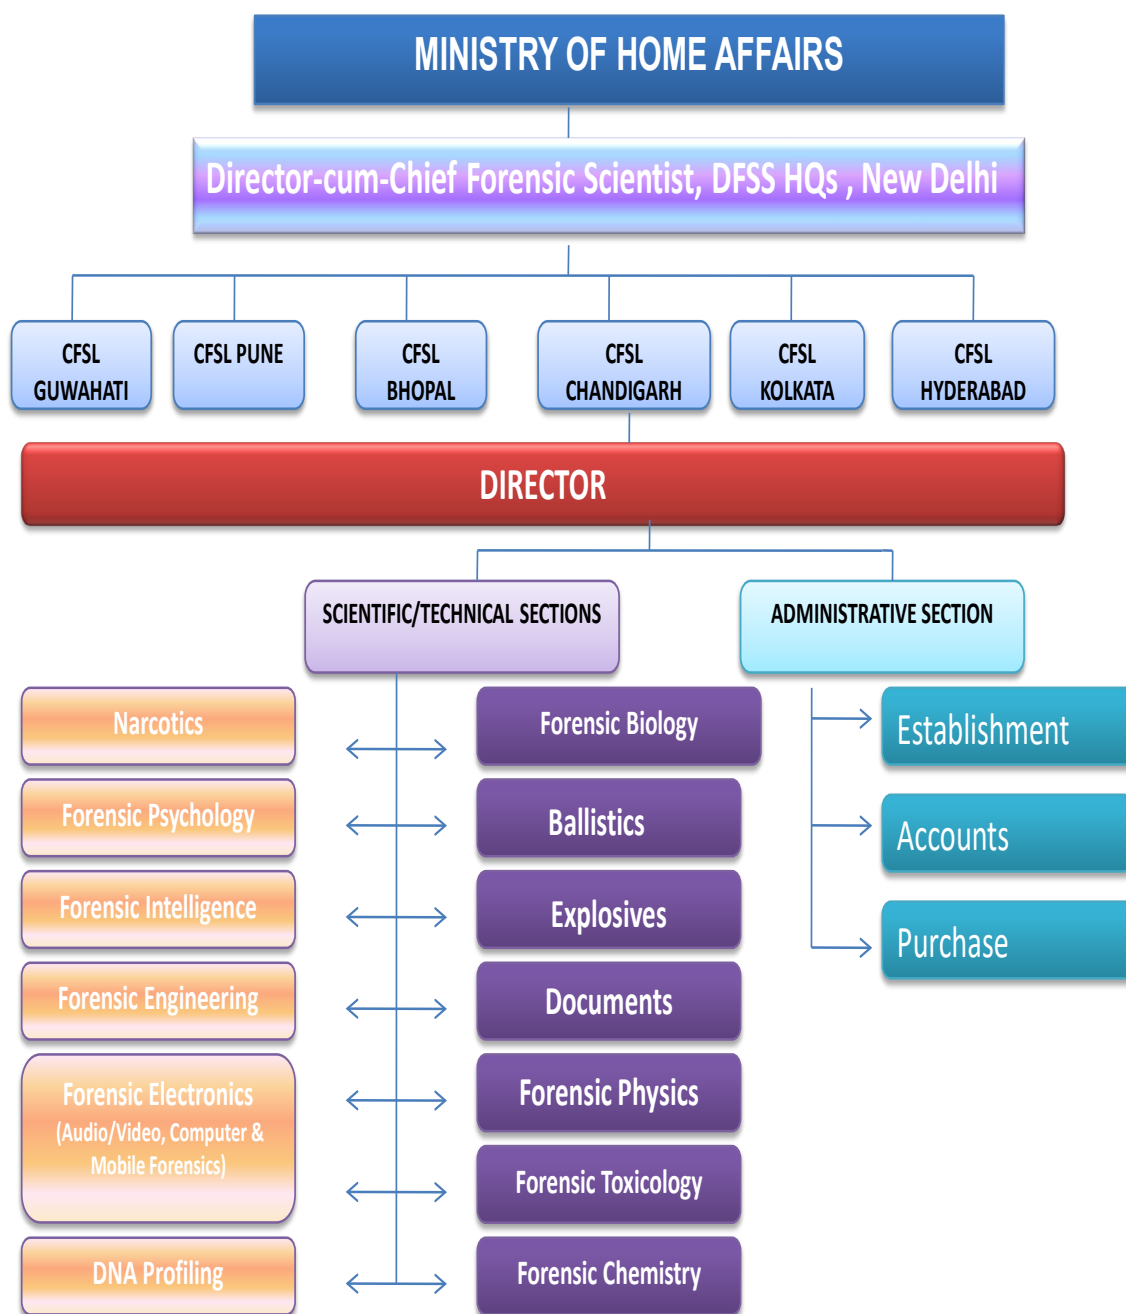 MINISTRY OF HOME AFFAIRS
Director-cum-Chief Forensic Scientist, DFSS HQs , New Delhi
CFSL
GUWAHATI
CFSL PUNE
CFSL
BHOPAL
CFSL
CHANDIGARH
CFSL
KOLKATA
CFSL
HYDERABAD
DIRECTOR
SCIENTIFIC/TECHNICAL SECTIONS
ADMINISTRATIVE SECTION
Narcotics
Forensic Psychology
Forensic Intelligence
Forensic Engineering
Forensic Electronics
(Audio/Video, Computer &
Mobile Forensics)
DNA Profiling
Forensic Biology
Ballistics
Explosives
Documents
Forensic Physics
Forensic Toxicology
Forensic Chemistry
Establishment
Accounts
Purchase